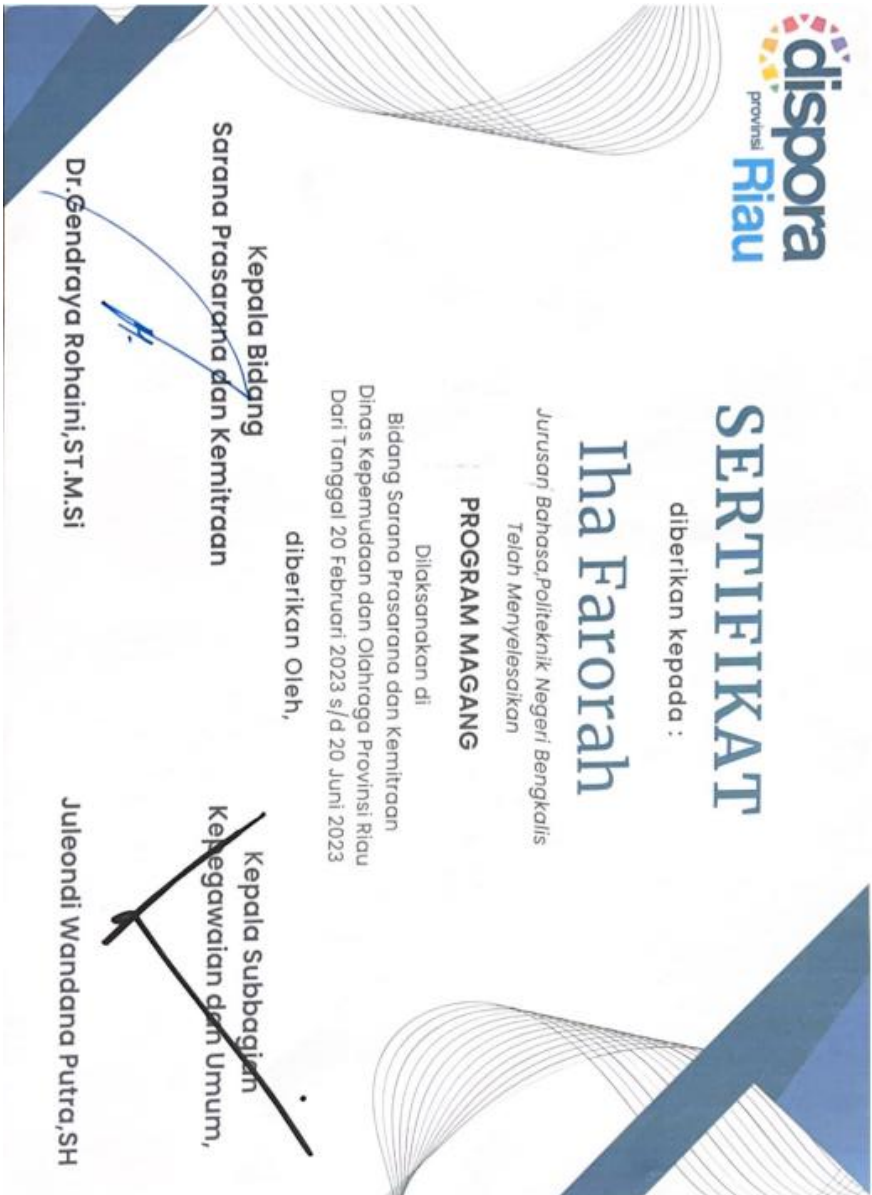 dispora
provinsi Riau
SERTIFIKAT
diberikan kepada :
Iha Farorah
Jurusan Bahasa,Politeknik Negeri Bengkalis
Telah Menyelesaikan
PROGRAM MAGANG
Dilaksanakan di
Bidang Sarana Prasarana dan Kemitraan
Dinas Kepemudaan dan Olahraga Provinsi Riau
Dari Tanggal 20 Februari 2023 s/d 20 Juni 2023
diberikan Oleh,
Kepala Bidang
Sarana Prasarana dan Kemitraan
Dr.Gendraya Rohaini,ST.M.Si
Kepala Subbagian
Kepegawaian dan Umum,
Juleondi Wandana Putra,SH